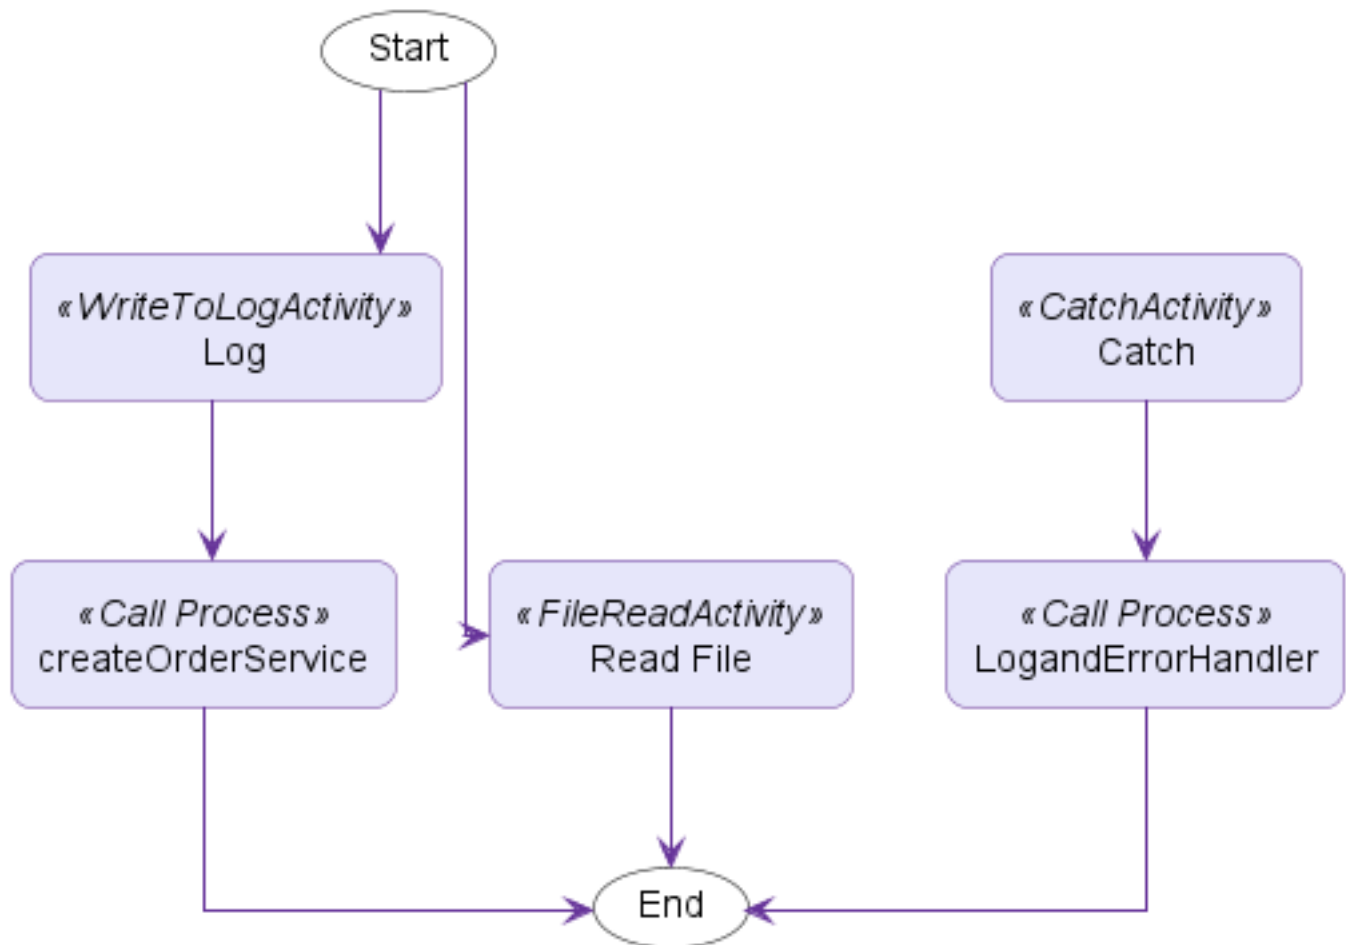 Start
«WriteToLogActivity»
Log
«CatchActivity»
Catch
«Call Process»
createOrderService
«FileReadActivity»
Read File
«Call Process»
LogandErrorHandler
End